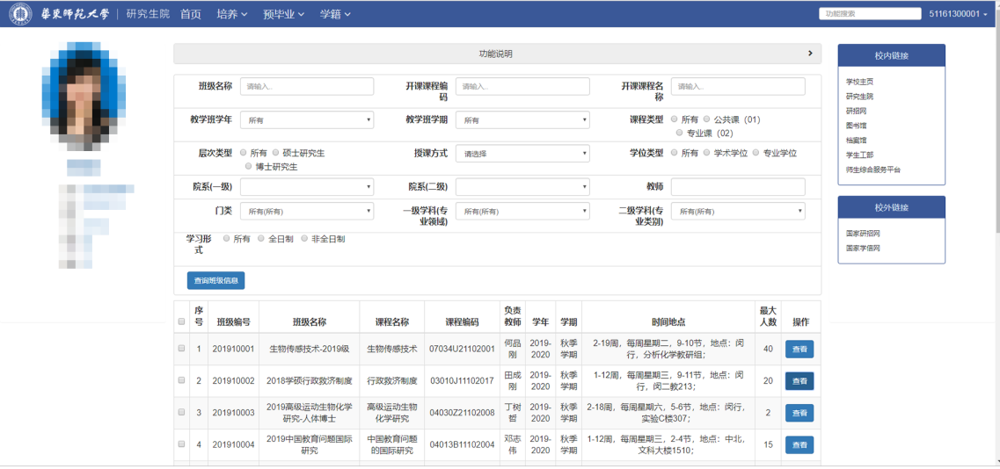 華東師范大學 | 研究生院 首页 培养 预毕业 学籍 功能搜索 51161300001
功能说明
校内链接
学校主页
研究生院
研招网
图书馆
档案馆
学生工部
师生综合服务平台
校外链接
国家研招网
国家学信网
班级名称 请输入.. 开课课程编码 请输入.. 开课课程名称 请输入..
教学班学年 所有 教学班学期 所有 课程类型 所有 公共课（01）
专业课（02）
层次类型 所有 硕士研究生 授课方式 请选择 学位类型 所有 学术学位 专业学位
博士研究生
院系(一级) 院系(二级) 教师
门类 所有(所有) 一级学科(专业领域) 所有(所有) 二级学科(专业类别) 所有(所有)
学习形式 所有 全日制 非全日制
查询班级信息
序号 班级编号 班级名称 课程名称 课程编码 负责教师 学年 学期 时间地点 最大人数 操作
1 201910001 生物传感技术-2019级 生物传感技术 07034U21102001 何品刚 2019-2020 秋季学期 2-19周，每周星期二，9-10节，地点：闵行，分析化学教研组； 40 查看
2 201910002 2018学硕行政救济制度 行政救济制度 03010J11102017 田成刚 2019-2020 秋季学期 1-12周，每周星期三，9-11节，地点：闵行，闵二教213； 20 查看
3 201910003 2019高级运动生物化学研究-人体博士 高级运动生物化学研究 04030Z21102008 丁树哲 2019-2020 秋季学期 2-18周，每周星期六，5-6节，地点：闵行，实验C楼307； 2 查看
4 201910004 2019中国教育问题国际研究 中国教育问题的国际研究 04013B11102004 邓志伟 2019-2020 秋季学期 1-12周，每周星期三，2-4节，地点：中北，文科大楼1510； 15 查看